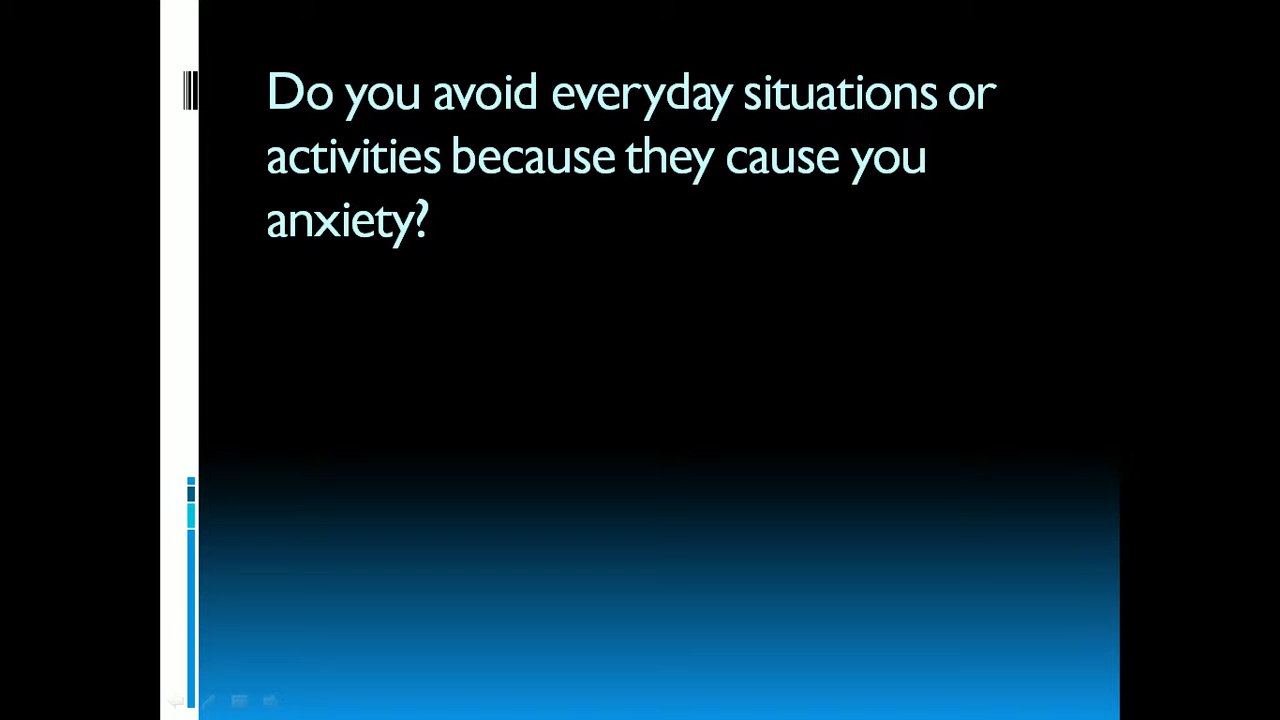 Do you avoid everyday situations or
activities because they cause you
anxiety?